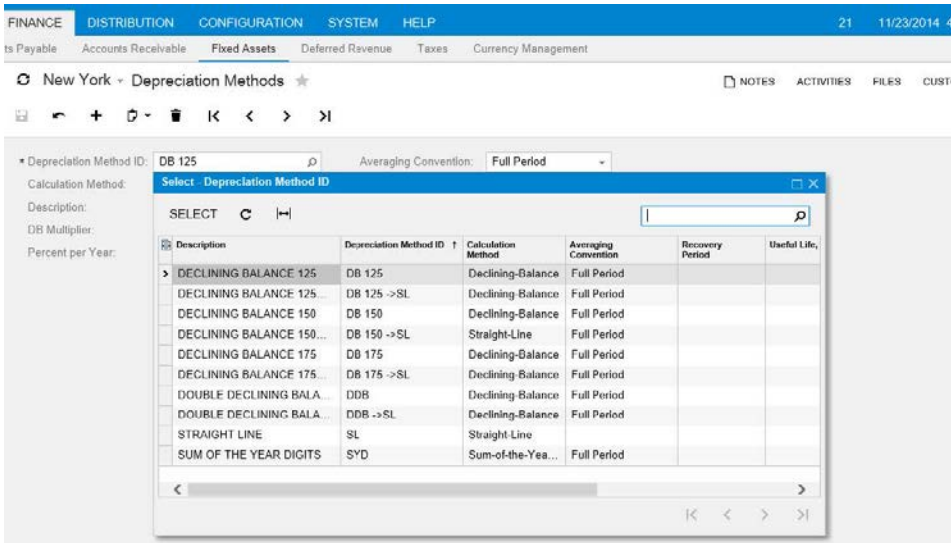 FINANCE DISTRIBUTION CONFIGURATION SYSTEM HELP 21 11/23/2014 4
ts Payable Accounts Receivable Fixed Assets Deferred Revenue Taxes Currency Management
New York Depreciation Methods NOTES ACTIVITIES FILES CUST
* Depreciation Method ID: DB 125 Averaging Convention: Full Period
Calculation Method:
Description:
DB Multiplier:
Percent per Year:
Select - Depreciation Method ID
SELECT
Description Depreciation Method ID ↑ Calculation Method Averaging Convention Recovery Period Useful Life,
DECLINING BALANCE 125 DB 125 Declining-Balance Full Period
DECLINING BALANCE 125... DB 125 ->SL Declining-Balance Full Period
DECLINING BALANCE 150 DB 150 Declining-Balance Full Period
DECLINING BALANCE 150... DB 150 ->SL Straight-Line Full Period
DECLINING BALANCE 175 DB 175 Declining-Balance Full Period
DECLINING BALANCE 175... DB 175 ->SL Declining-Balance Full Period
DOUBLE DECLINING BALA... DDB Declining-Balance Full Period
DOUBLE DECLINING BALA... DDB ->SL Declining-Balance Full Period
STRAIGHT LINE SL Straight-Line
SUM OF THE YEAR DIGITS SYD Sum-of-the-Yea... Full Period